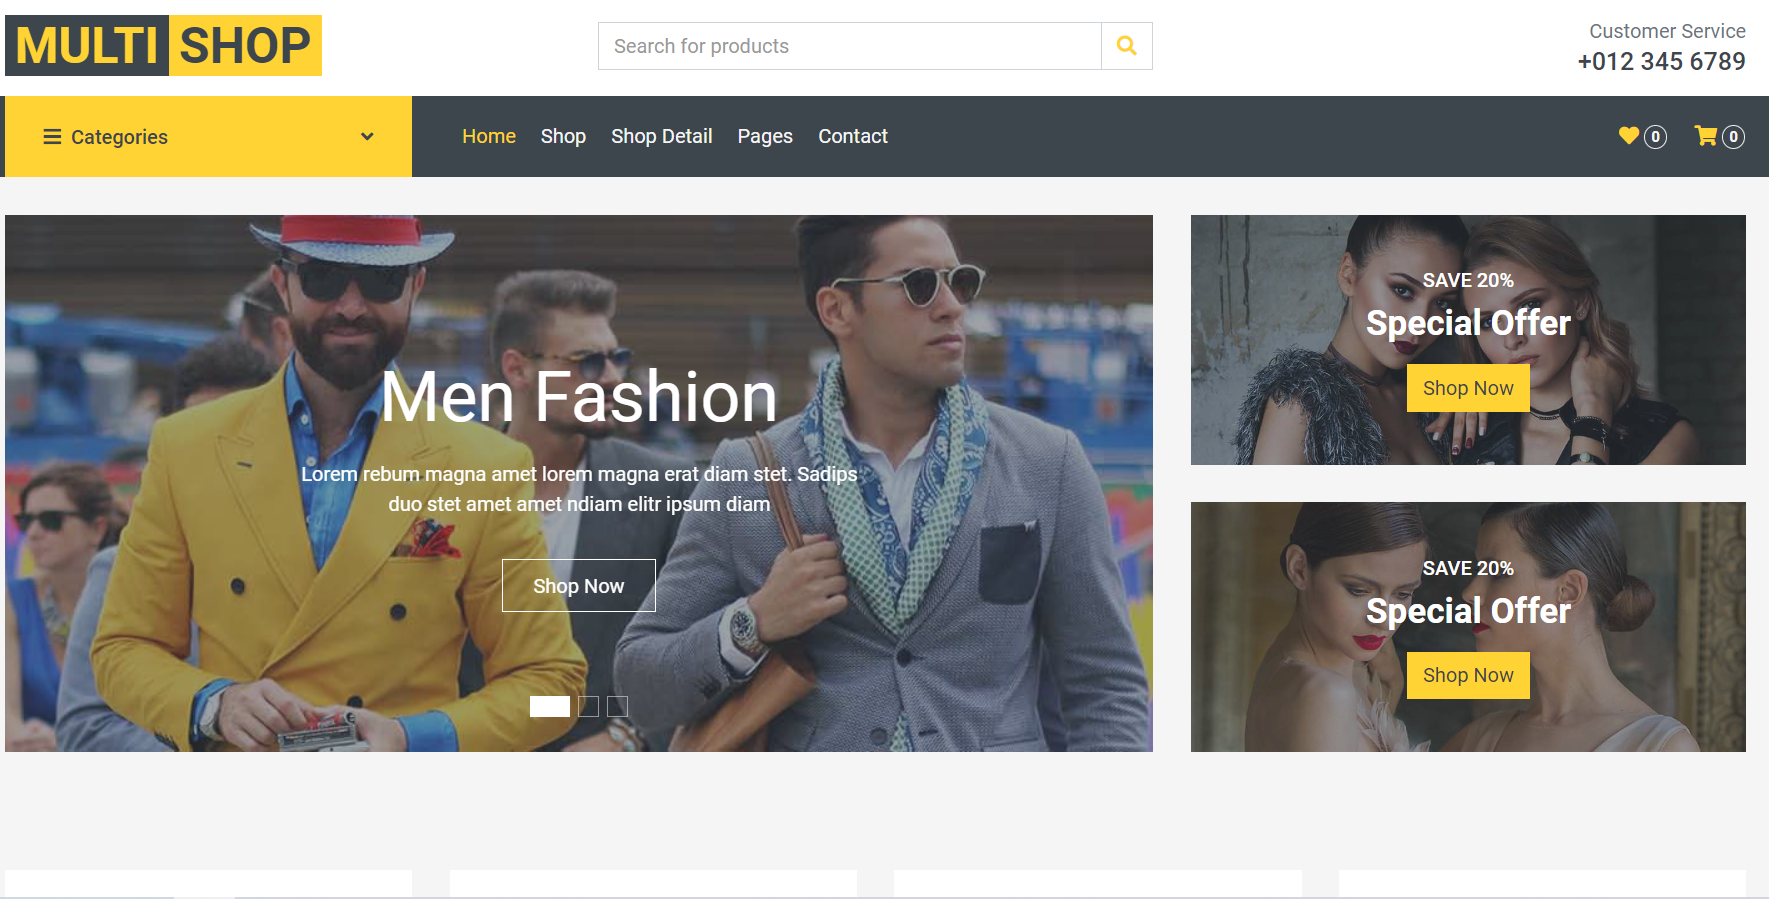 MULTI SHOP
Search for products
Customer Service
+012 345 6789
Categories
Home Shop Shop Detail Pages Contact
0 0
Men Fashion
Lorem rebum magna amet lorem magna erat diam stet. Sadips
duo stet amet amet ndiam elitr ipsum diam
Shop Now
SAVE 20%
Special Offer
Shop Now
SAVE 20%
Special Offer
Shop Now